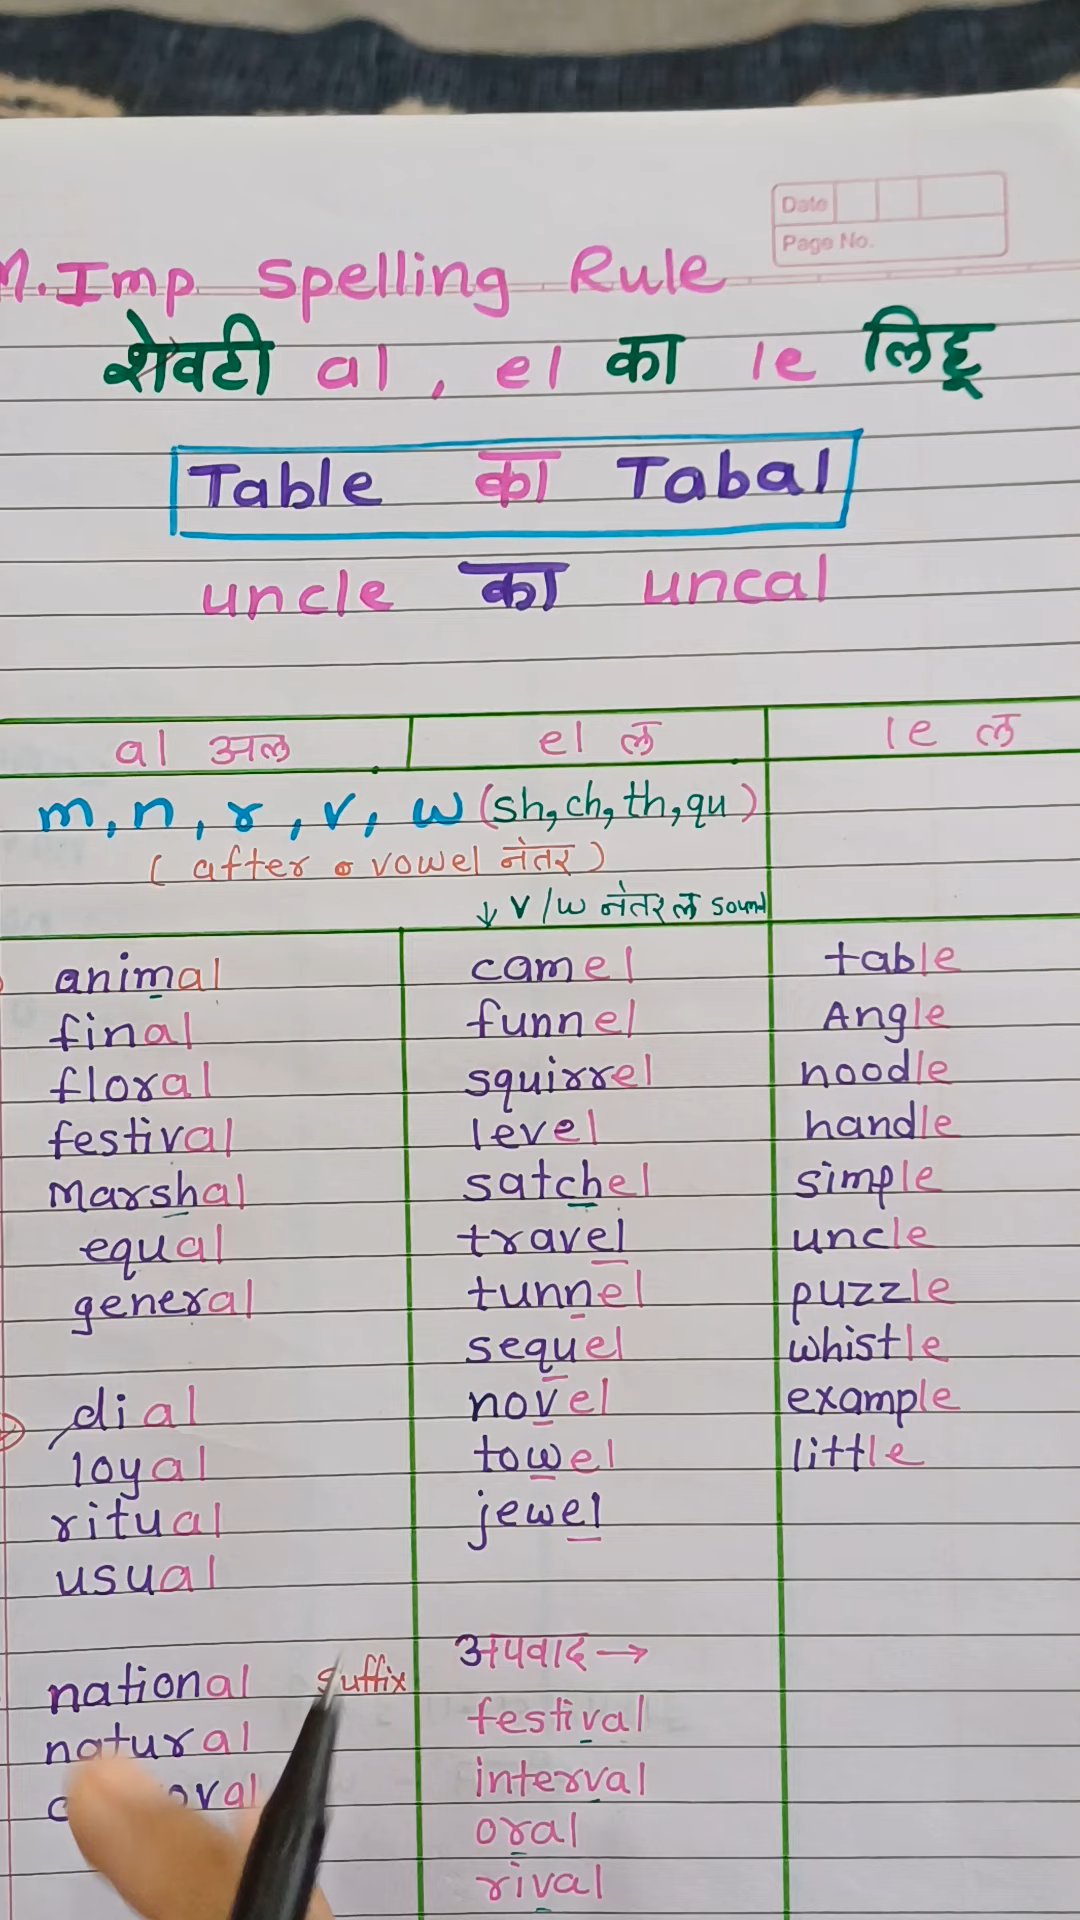 Date
Page No.
M.Imp Spelling Rule
शेवटी al, el का le लिहू
Table का Tabal
uncle का uncal
al अल el ल le ल
m, n, r, v, w (sh, ch, th, qu)
(after vowel नंतर)
↓ v/w नंतर ल sound
animal camel table
final funnel Angle
floral squirrel noodle
festival level handle
Marshal satchel simple
equal travel uncle
general tunnel puzzle
sequel whistle
dial novel example
loyal towel little
ritual jewel
usual
अपवाद →
national suffix
festival
natural
interval
oral
rival